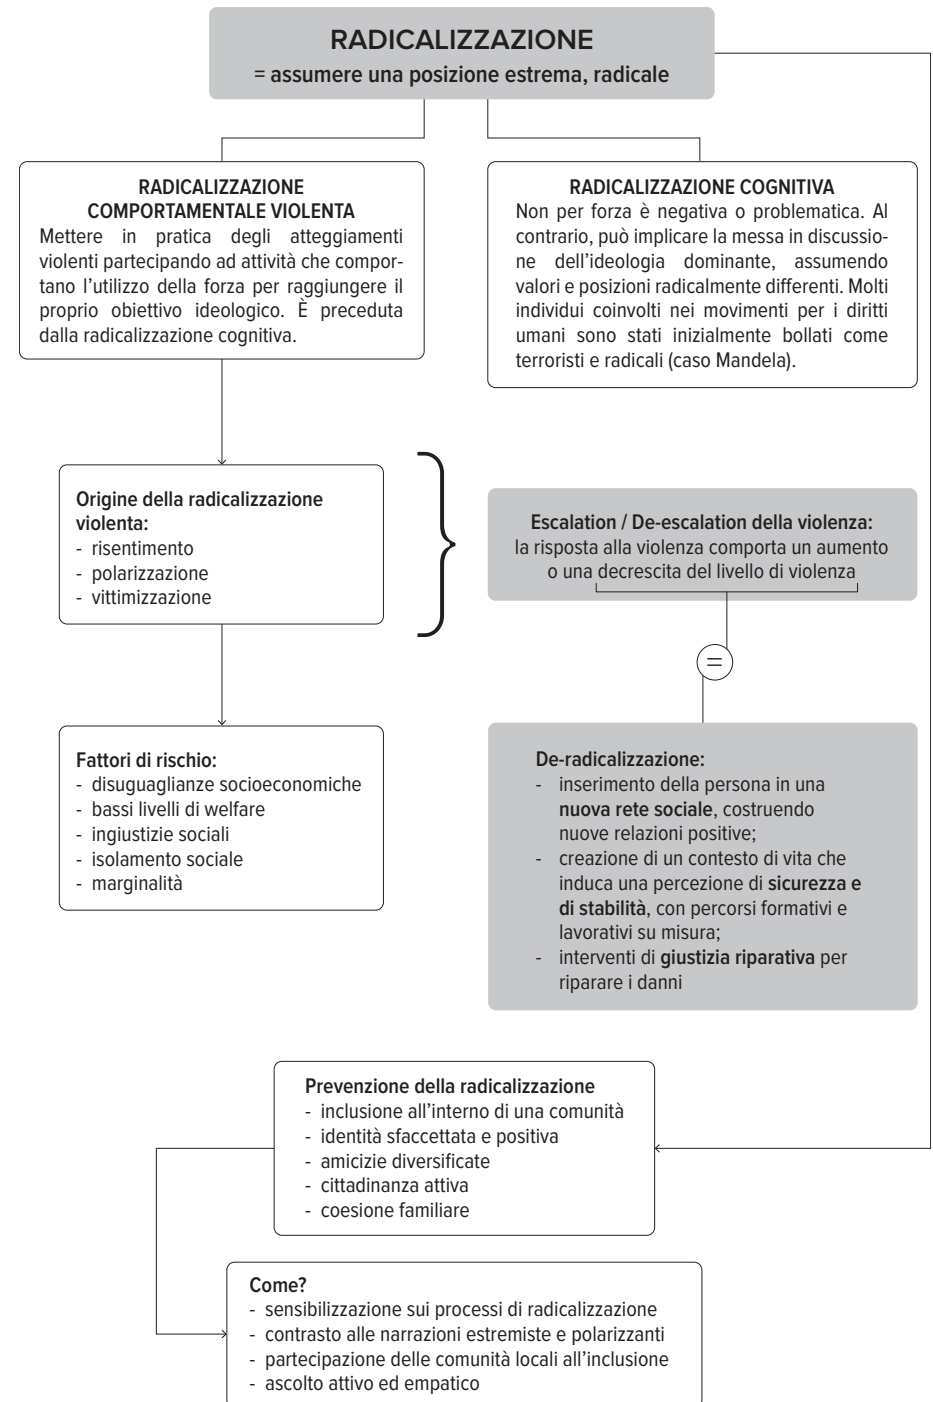 RADICALIZZAZIONE
= assumere una posizione estrema, radicale
RADICALIZZAZIONE
COMPORTAMENTALE VIOLENTA
Mettere in pratica degli atteggiamenti
violenti partecipando ad attività che compor-
tano l’utilizzo della forza per raggiungere il
proprio obiettivo ideologico. È preceduta
dalla radicalizzazione cognitiva.
RADICALIZZAZIONE COGNITIVA
Non per forza è negativa o problematica. Al
contrario, può implicare la messa in discussio-
ne dell’ideologia dominante, assumendo
valori e posizioni radicalmente differenti. Molti
individui coinvolti nei movimenti per i diritti
umani sono stati inizialmente bollati come
terroristi e radicali (caso Mandela).
Origine della radicalizzazione
violenta:
- risentimento
- polarizzazione
- vittimizzazione
Escalation / De-escalation della violenza:
la risposta alla violenza comporta un aumento
o una decrescita del livello di violenza
=
Fattori di rischio:
- disuguaglianze socioeconomiche
- bassi livelli di welfare
- ingiustizie sociali
- isolamento sociale
- marginalità
De-radicalizzazione:
- inserimento della persona in una
nuova rete sociale, costruendo
nuove relazioni positive;
- creazione di un contesto di vita che
induca una percezione di sicurezza e
di stabilità, con percorsi formativi e
lavorativi su misura;
- interventi di giustizia riparativa per
riparare i danni
Prevenzione della radicalizzazione
- inclusione all’interno di una comunità
- identità sfaccettata e positiva
- amicizie diversificate
- cittadinanza attiva
- coesione familiare
Come?
- sensibilizzazione sui processi di radicalizzazione
- contrasto alle narrazioni estremiste e polarizzanti
- partecipazione delle comunità locali all’inclusione
- ascolto attivo ed empatico